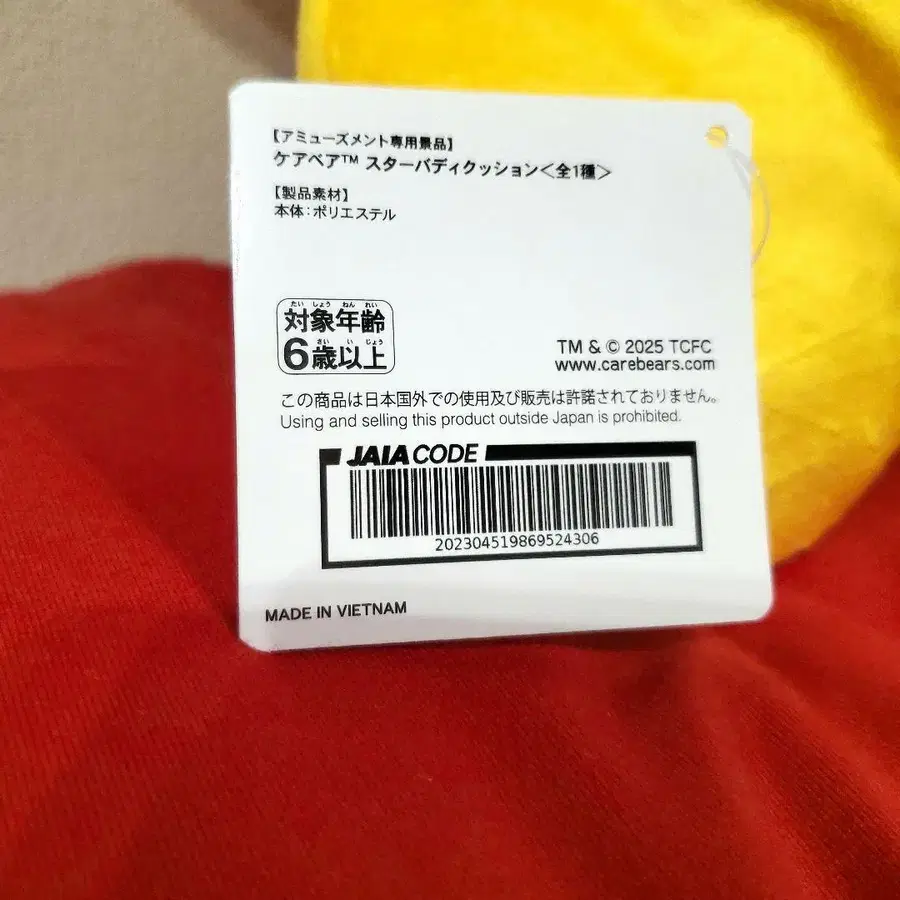 【アミューズメント専用景品】
ケアベア™ スターバディクッション＜全1種＞
【製品素材】
本体：ポリエステル
たい しょう ねん れい
対象年齢
さい い じょう
6歳以上
TM & © 2025 TCFC
www.carebears.com
この商品は日本国外での使用及び販売は許諾されておりません。
Using and selling this product outside Japan is prohibited.
JAIA CODE
202304519869524306
MADE IN VIETNAM